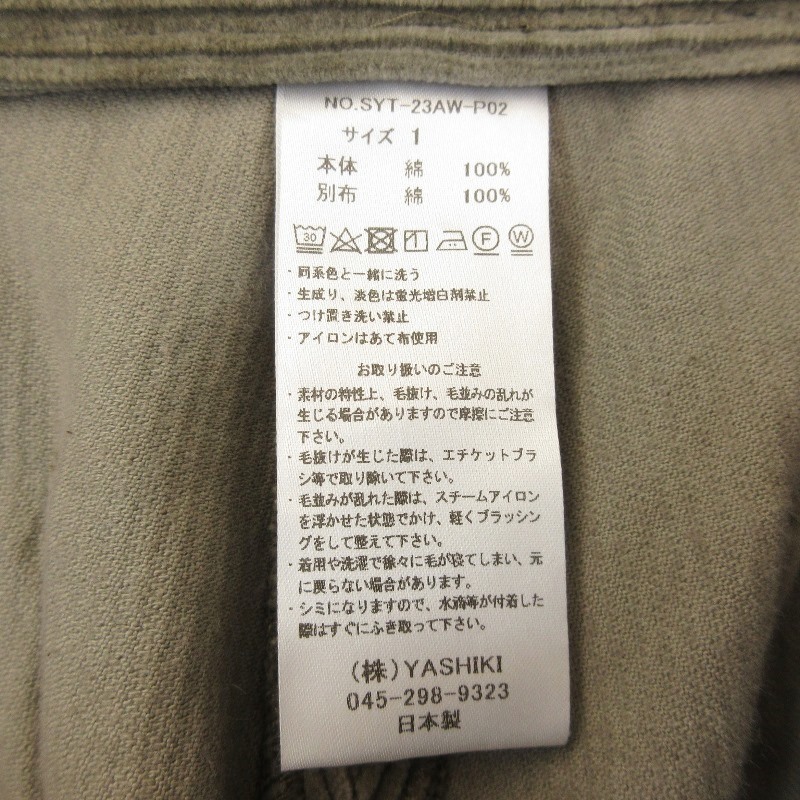 NO.SYT-23AW-P02
サイズ 1
本体 綿 100%
別布 綿 100%
30 F W
・同系色と一緒に洗う
・生成り、淡色は蛍光増白剤禁止
・つけ置き洗い禁止
・アイロンはあて布使用
お取り扱いのご注意
・素材の特性上、毛抜け、毛並みの乱れが
生じる場合がありますので摩擦にご注意
下さい。
・毛抜けが生じた際は、エチケットブラ
シ等で取り除いて下さい。
・毛並みが乱れた際は、スチームアイロン
を浮かせた状態でかけ、軽くブラッシン
グをして整えて下さい。
・着用や洗濯で徐々に毛が寝てしまい、元
に戻らない場合があります。
・シミになりますので、水滴等が付着した
際はすぐにふき取って下さい。
(株)YASHIKI
045-298-9323
日本製